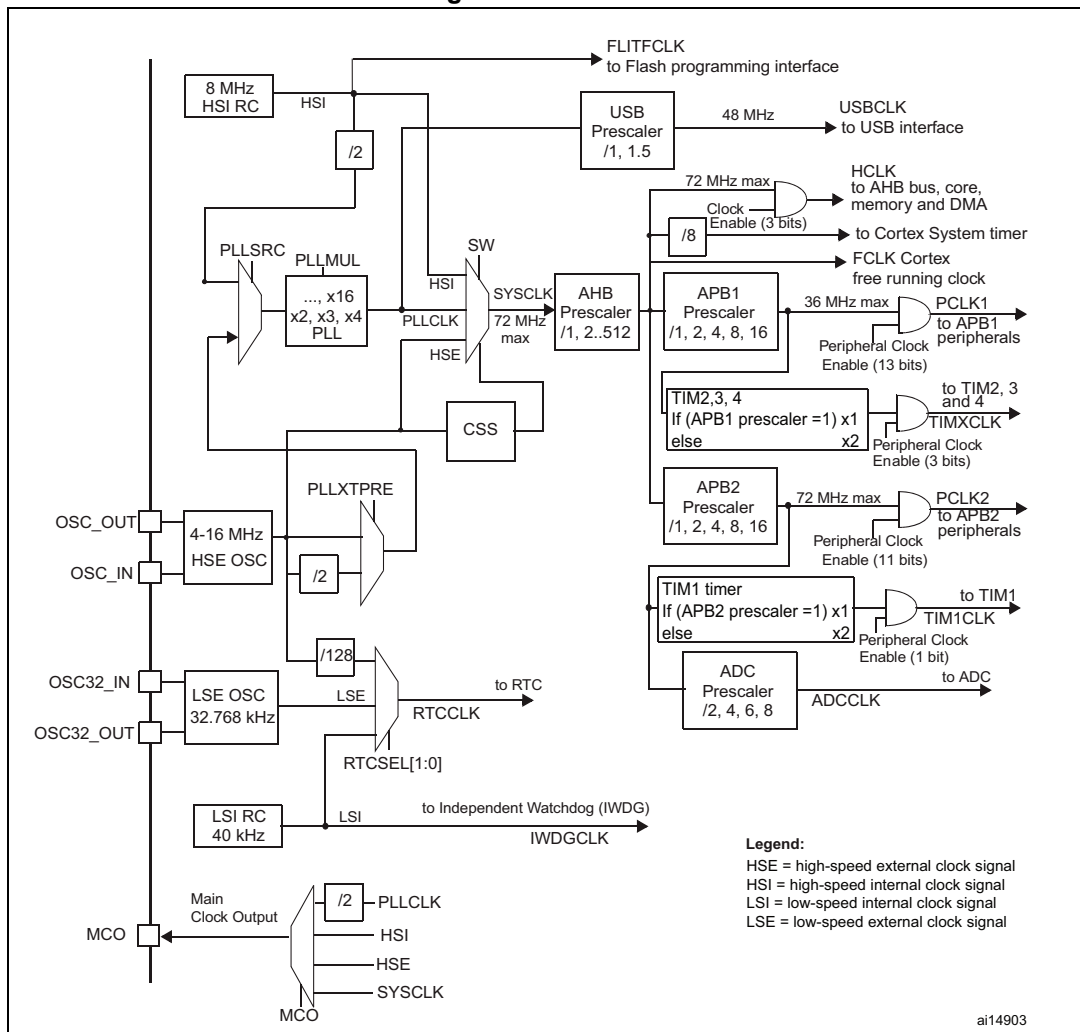 FLITFCLK
to Flash programming interface
8 MHz
HSI RC
HSI
/2
USB
Prescaler
/1, 1.5
48 MHz
USBCLK
to USB interface
72 MHz max
Clock
Enable (3 bits)
HCLK
to AHB bus, core,
memory and DMA
/8
to Cortex System timer
FCLK Cortex
free running clock
PLLSRC
PLLMUL
..., x16
x2, x3, x4
PLL
SW
HSI
PLLCLK
HSE
SYSCLK
72 MHz
max
AHB
Prescaler
/1, 2..512
APB1
Prescaler
/1, 2, 4, 8, 16
36 MHz max
PCLK1
to APB1
peripherals
Peripheral Clock
Enable (13 bits)
TIM2,3, 4
If (APB1 prescaler =1) x1
else x2
to TIM2, 3
and 4
TIMXCLK
Peripheral Clock
Enable (3 bits)
CSS
PLLXTPRE
OSC_OUT
OSC_IN
4-16 MHz
HSE OSC
/2
APB2
Prescaler
/1, 2, 4, 8, 16
72 MHz max
PCLK2
to APB2
peripherals
Peripheral Clock
Enable (11 bits)
TIM1 timer
If (APB2 prescaler =1) x1
else x2
to TIM1
TIM1CLK
Peripheral Clock
Enable (1 bit)
ADC
Prescaler
/2, 4, 6, 8
to ADC
ADCCLK
/128
OSC32_IN
OSC32_OUT
LSE OSC
32.768 kHz
LSE
to RTC
RTCCLK
RTCSEL[1:0]
LSI RC
40 kHz
LSI
to Independent Watchdog (IWDG)
IWDGCLK
Legend:
HSE = high-speed external clock signal
HSI = high-speed internal clock signal
LSI = low-speed internal clock signal
LSE = low-speed external clock signal
Main
Clock Output
MCO
/2
PLLCLK
HSI
HSE
SYSCLK
MCO
ai14903